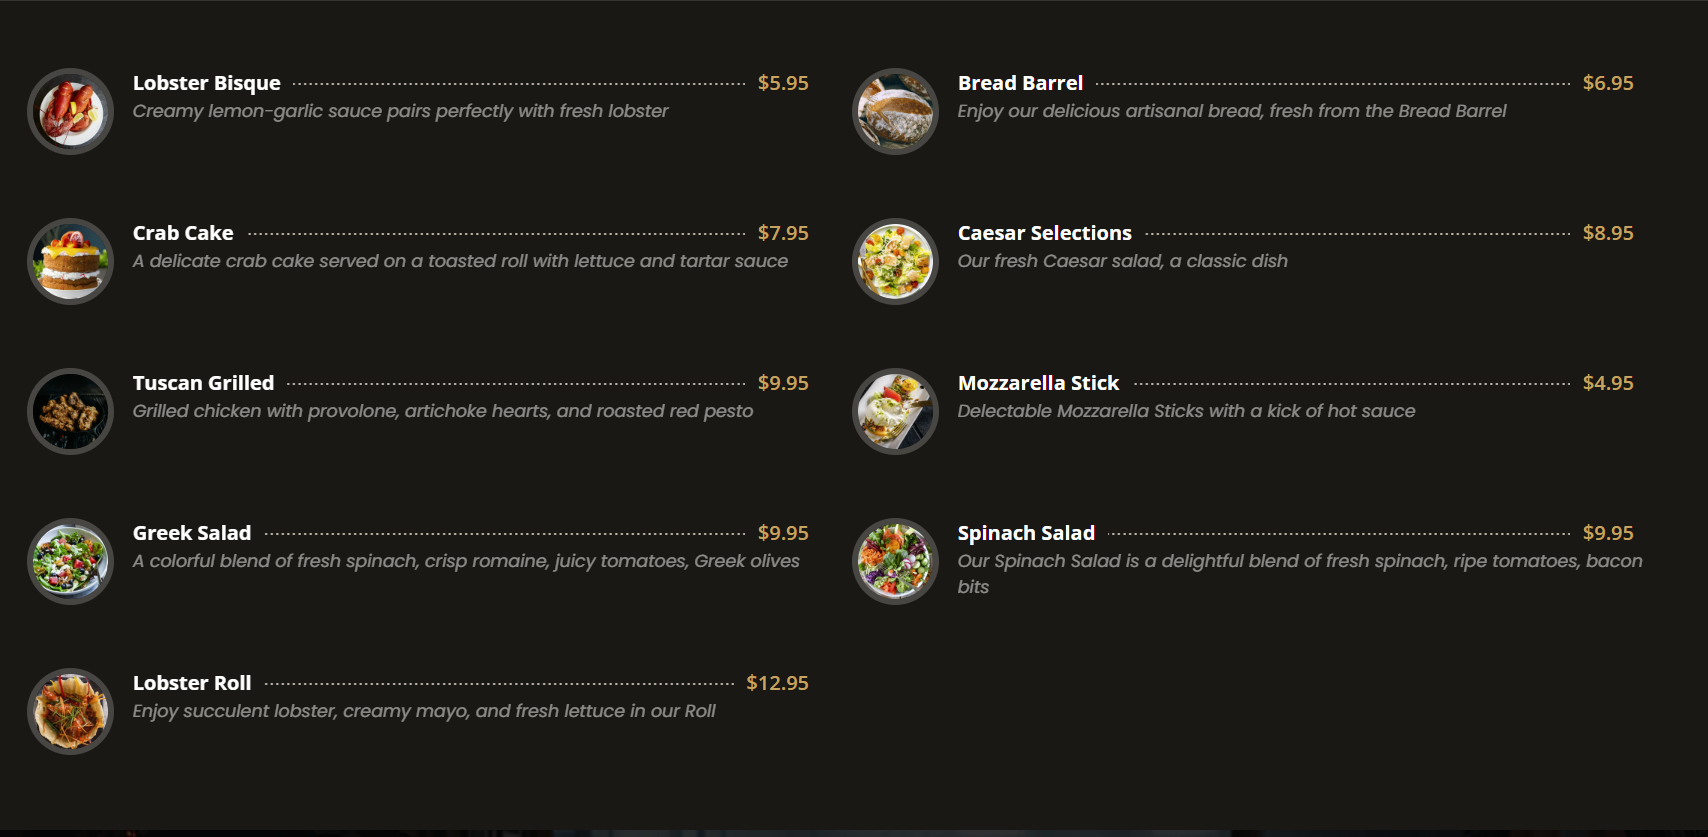 Lobster Bisque $5.95
Creamy lemon-garlic sauce pairs perfectly with fresh lobster
Bread Barrel $6.95
Enjoy our delicious artisanal bread, fresh from the Bread Barrel
Crab Cake $7.95
A delicate crab cake served on a toasted roll with lettuce and tartar sauce
Caesar Selections $8.95
Our fresh Caesar salad, a classic dish
Tuscan Grilled $9.95
Grilled chicken with provolone, artichoke hearts, and roasted red pesto
Mozzarella Stick $4.95
Delectable Mozzarella Sticks with a kick of hot sauce
Greek Salad $9.95
A colorful blend of fresh spinach, crisp romaine, juicy tomatoes, Greek olives
Spinach Salad $9.95
Our Spinach Salad is a delightful blend of fresh spinach, ripe tomatoes, bacon
bits
Lobster Roll $12.95
Enjoy succulent lobster, creamy mayo, and fresh lettuce in our Roll